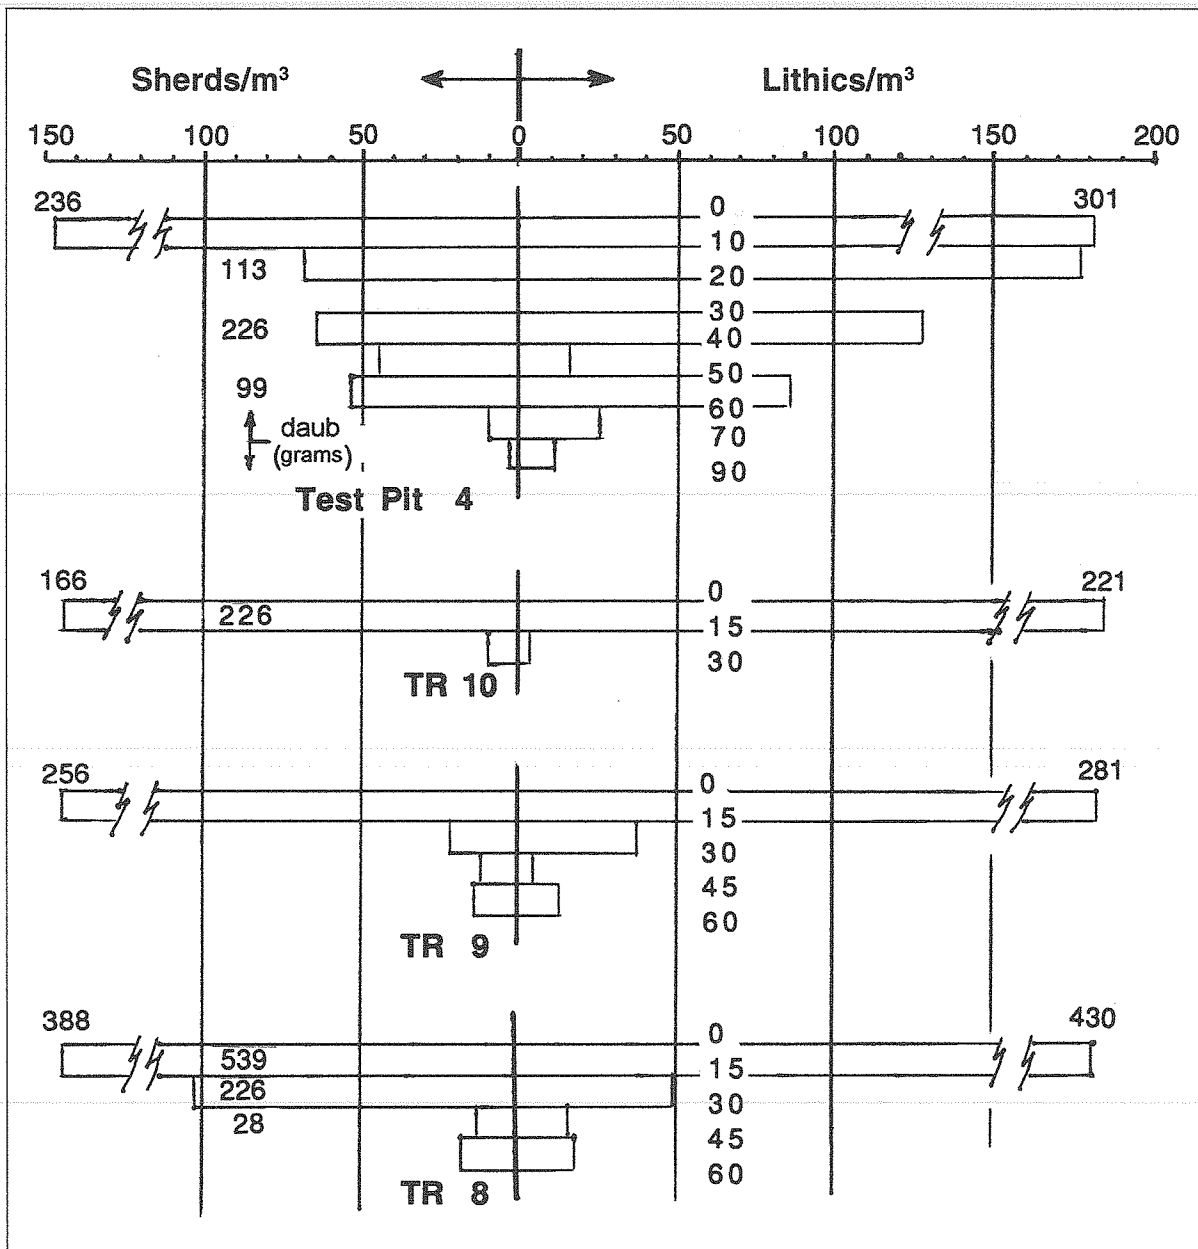 Sherds/m³ Lithics/m³
150 100 50 0 50 100 150 200
236 0 301
10
113 20
30
226 40
50
99 60
daub 70
(grams) 90
Test Pit 4
166 0 221
226 15
30
TR 10
256 0 281
15
30
45
60
TR 9
388 0 430
539 15
226 30
28 45
60
TR 8